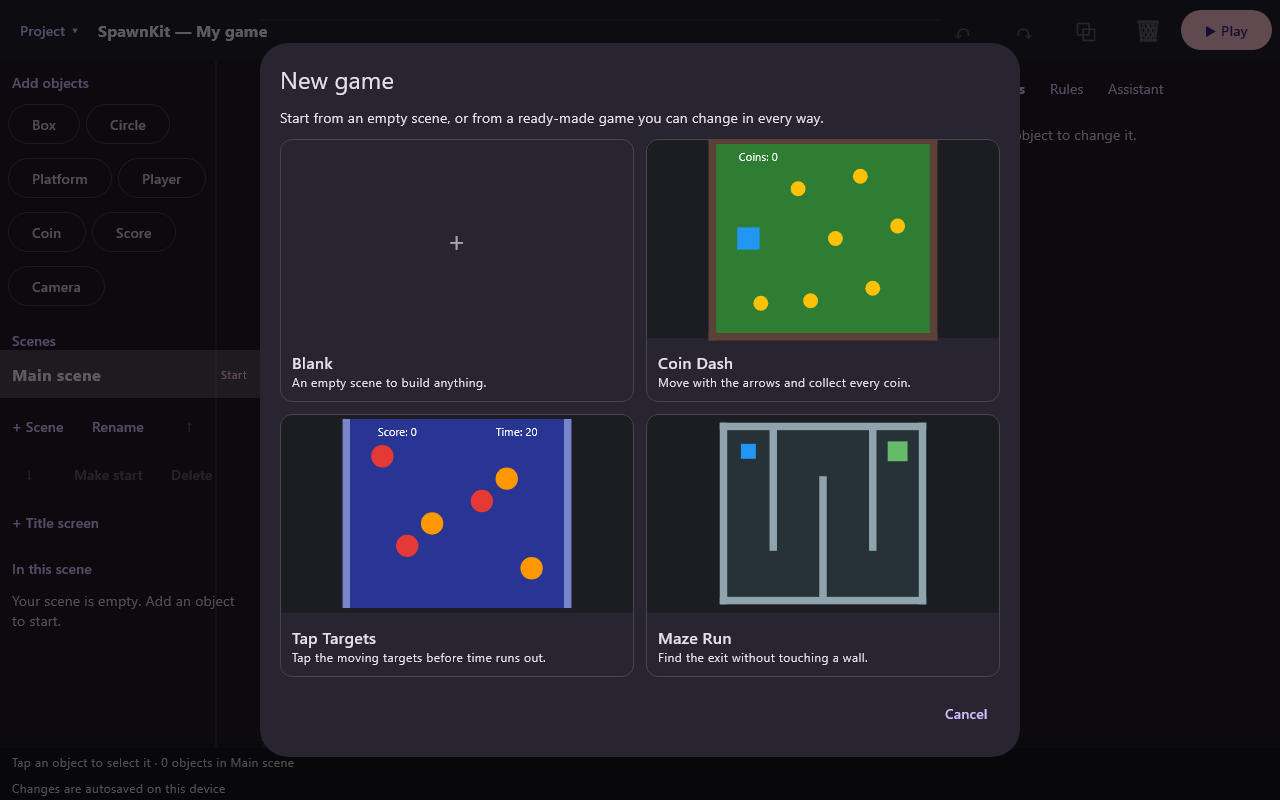 Project ▾
SpawnKit — My game
▶ Play
Add objects
Box
Circle
Platform
Player
Coin
Score
Camera
Scenes
Main scene
Start
+ Scene
Rename
↑
↓
Make start
Delete
+ Title screen
In this scene
Your scene is empty. Add an object
to start.
New game
Start from an empty scene, or from a ready-made game you can change in every way.
+
Blank
An empty scene to build anything.
Coins: 0
Coin Dash
Move with the arrows and collect every coin.
Score: 0
Time: 20
Tap Targets
Tap the moving targets before time runs out.
Maze Run
Find the exit without touching a wall.
Cancel
Rules
Assistant
to change it.
Tap an object to select it · 0 objects in Main scene
Changes are autosaved on this device